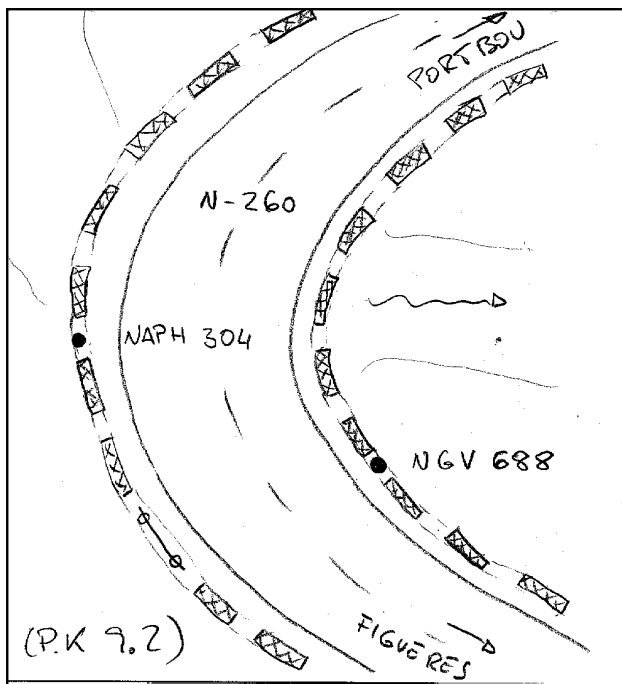 PORTBOU
N-260
NAPH 304
NGV 688
(P.K 9.2)
FIGUERES